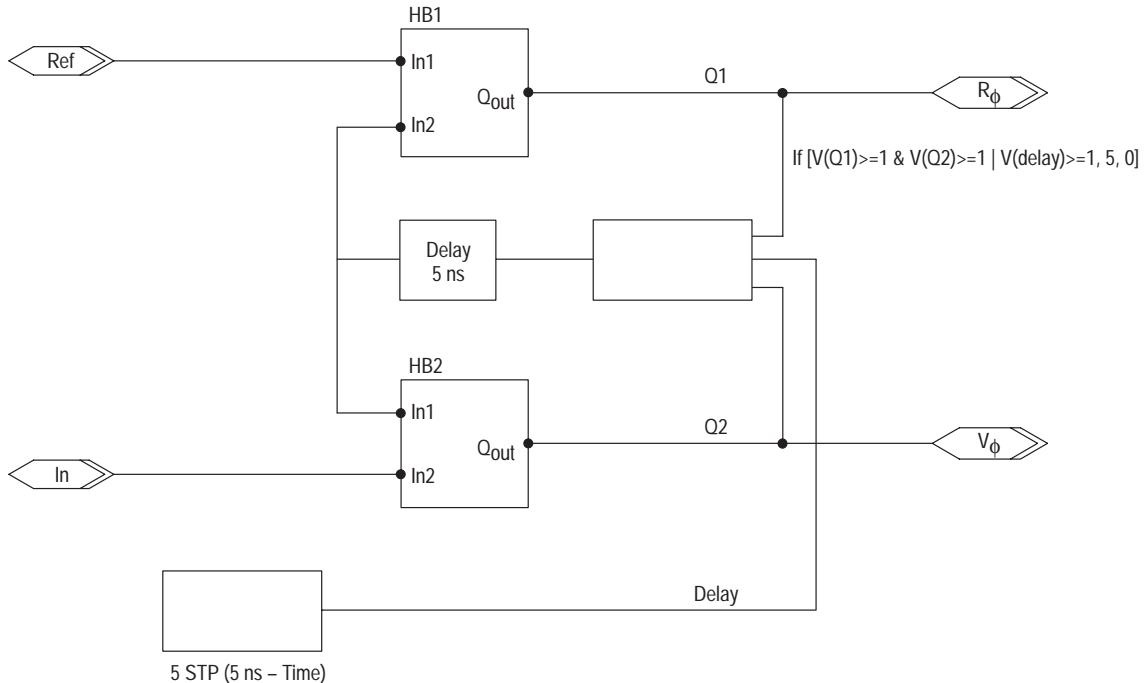 HB1
Ref
In1
Q1
Rϕ
Qout
In2
If [V(Q1)>=1 & V(Q2)>=1 | V(delay)>=1, 5, 0]
Delay
5 ns
HB2
In1
Q2
Qout
Vϕ
In
In2
Delay
5 STP (5 ns – Time)